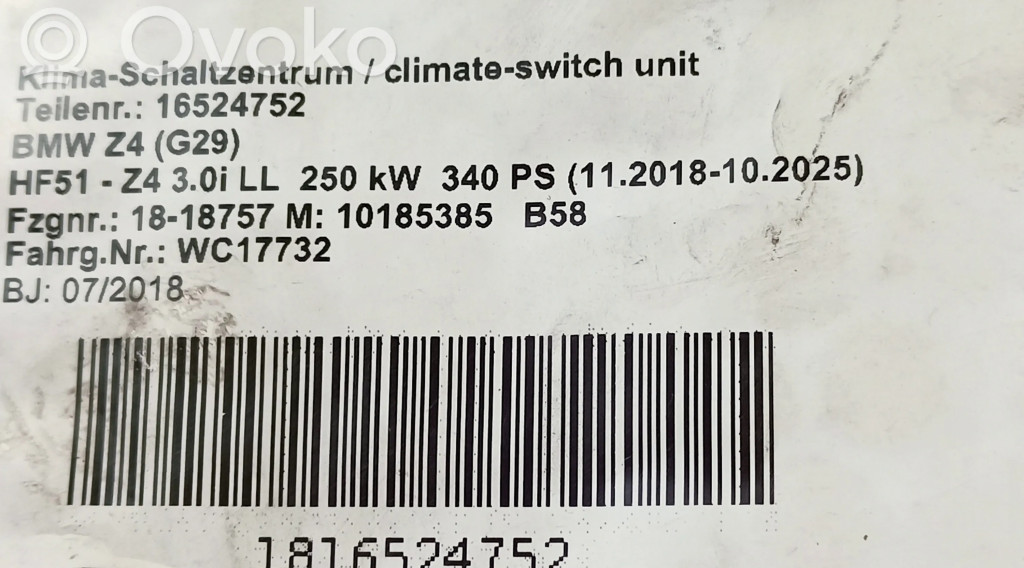 Ovoko
Klima-Schaltzentrum / climate-switch unit
Teilenr.: 16524752
BMW Z4 (G29)
HF51 - Z4 3.0i LL 250 kW 340 PS (11.2018-10.2025)
Fzgnr.: 18-18757 M: 10185385 B58
Fahrg.Nr.: WC17732
BJ: 07/2018
1816524752